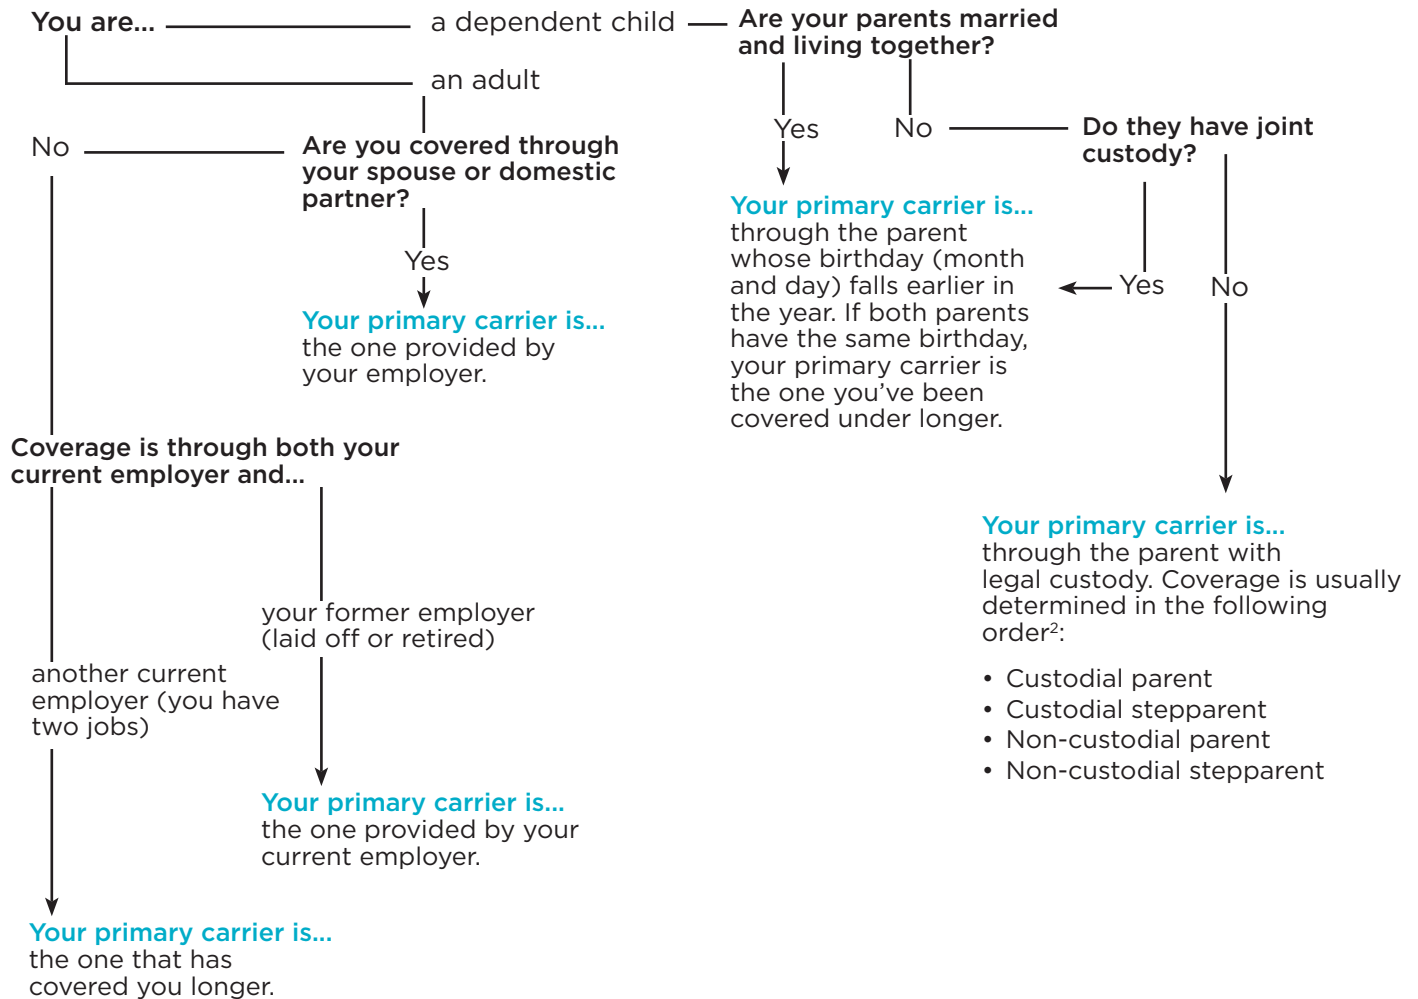 You are...
a dependent child
Are your parents married
and living together?
an adult
Yes
No
Do they have joint
custody?
No
Are you covered through
your spouse or domestic
partner?
Yes
Your primary carrier is...
the one provided by
your employer.
Your primary carrier is...
through the parent
whose birthday (month
and day) falls earlier in
the year. If both parents
have the same birthday,
your primary carrier is
the one you’ve been
covered under longer.
Yes
No
Coverage is through both your
current employer and...
your former employer
(laid off or retired)
another current
employer (you have
two jobs)
Your primary carrier is...
the one provided by your
current employer.
Your primary carrier is...
the one that has
covered you longer.
Your primary carrier is...
through the parent with
legal custody. Coverage is usually
determined in the following
order²:
• Custodial parent
• Custodial stepparent
• Non-custodial parent
• Non-custodial stepparent